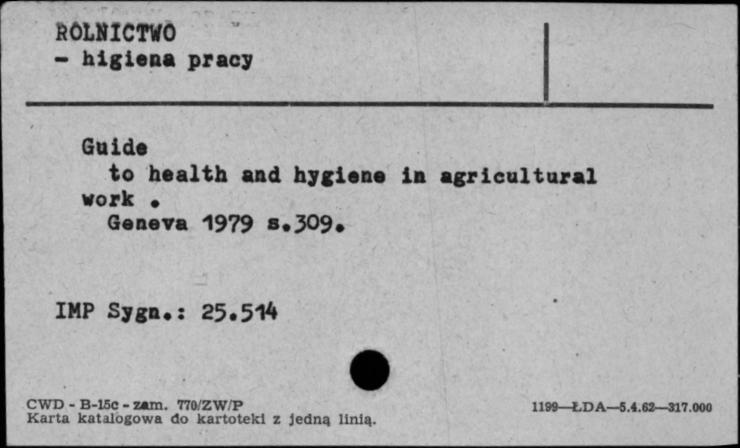 ROLNICTWO
- higiena pracy
Guide
to health and hygiene in agricultural
work .
Geneva 1979 s.309.
IMP Sygn.: 25.514
CWD - B-15c - zam. 770/ZW/P
Karta katalogowa do kartoteki z jedną linią.
1199—ŁDA—5.4.62—317.000